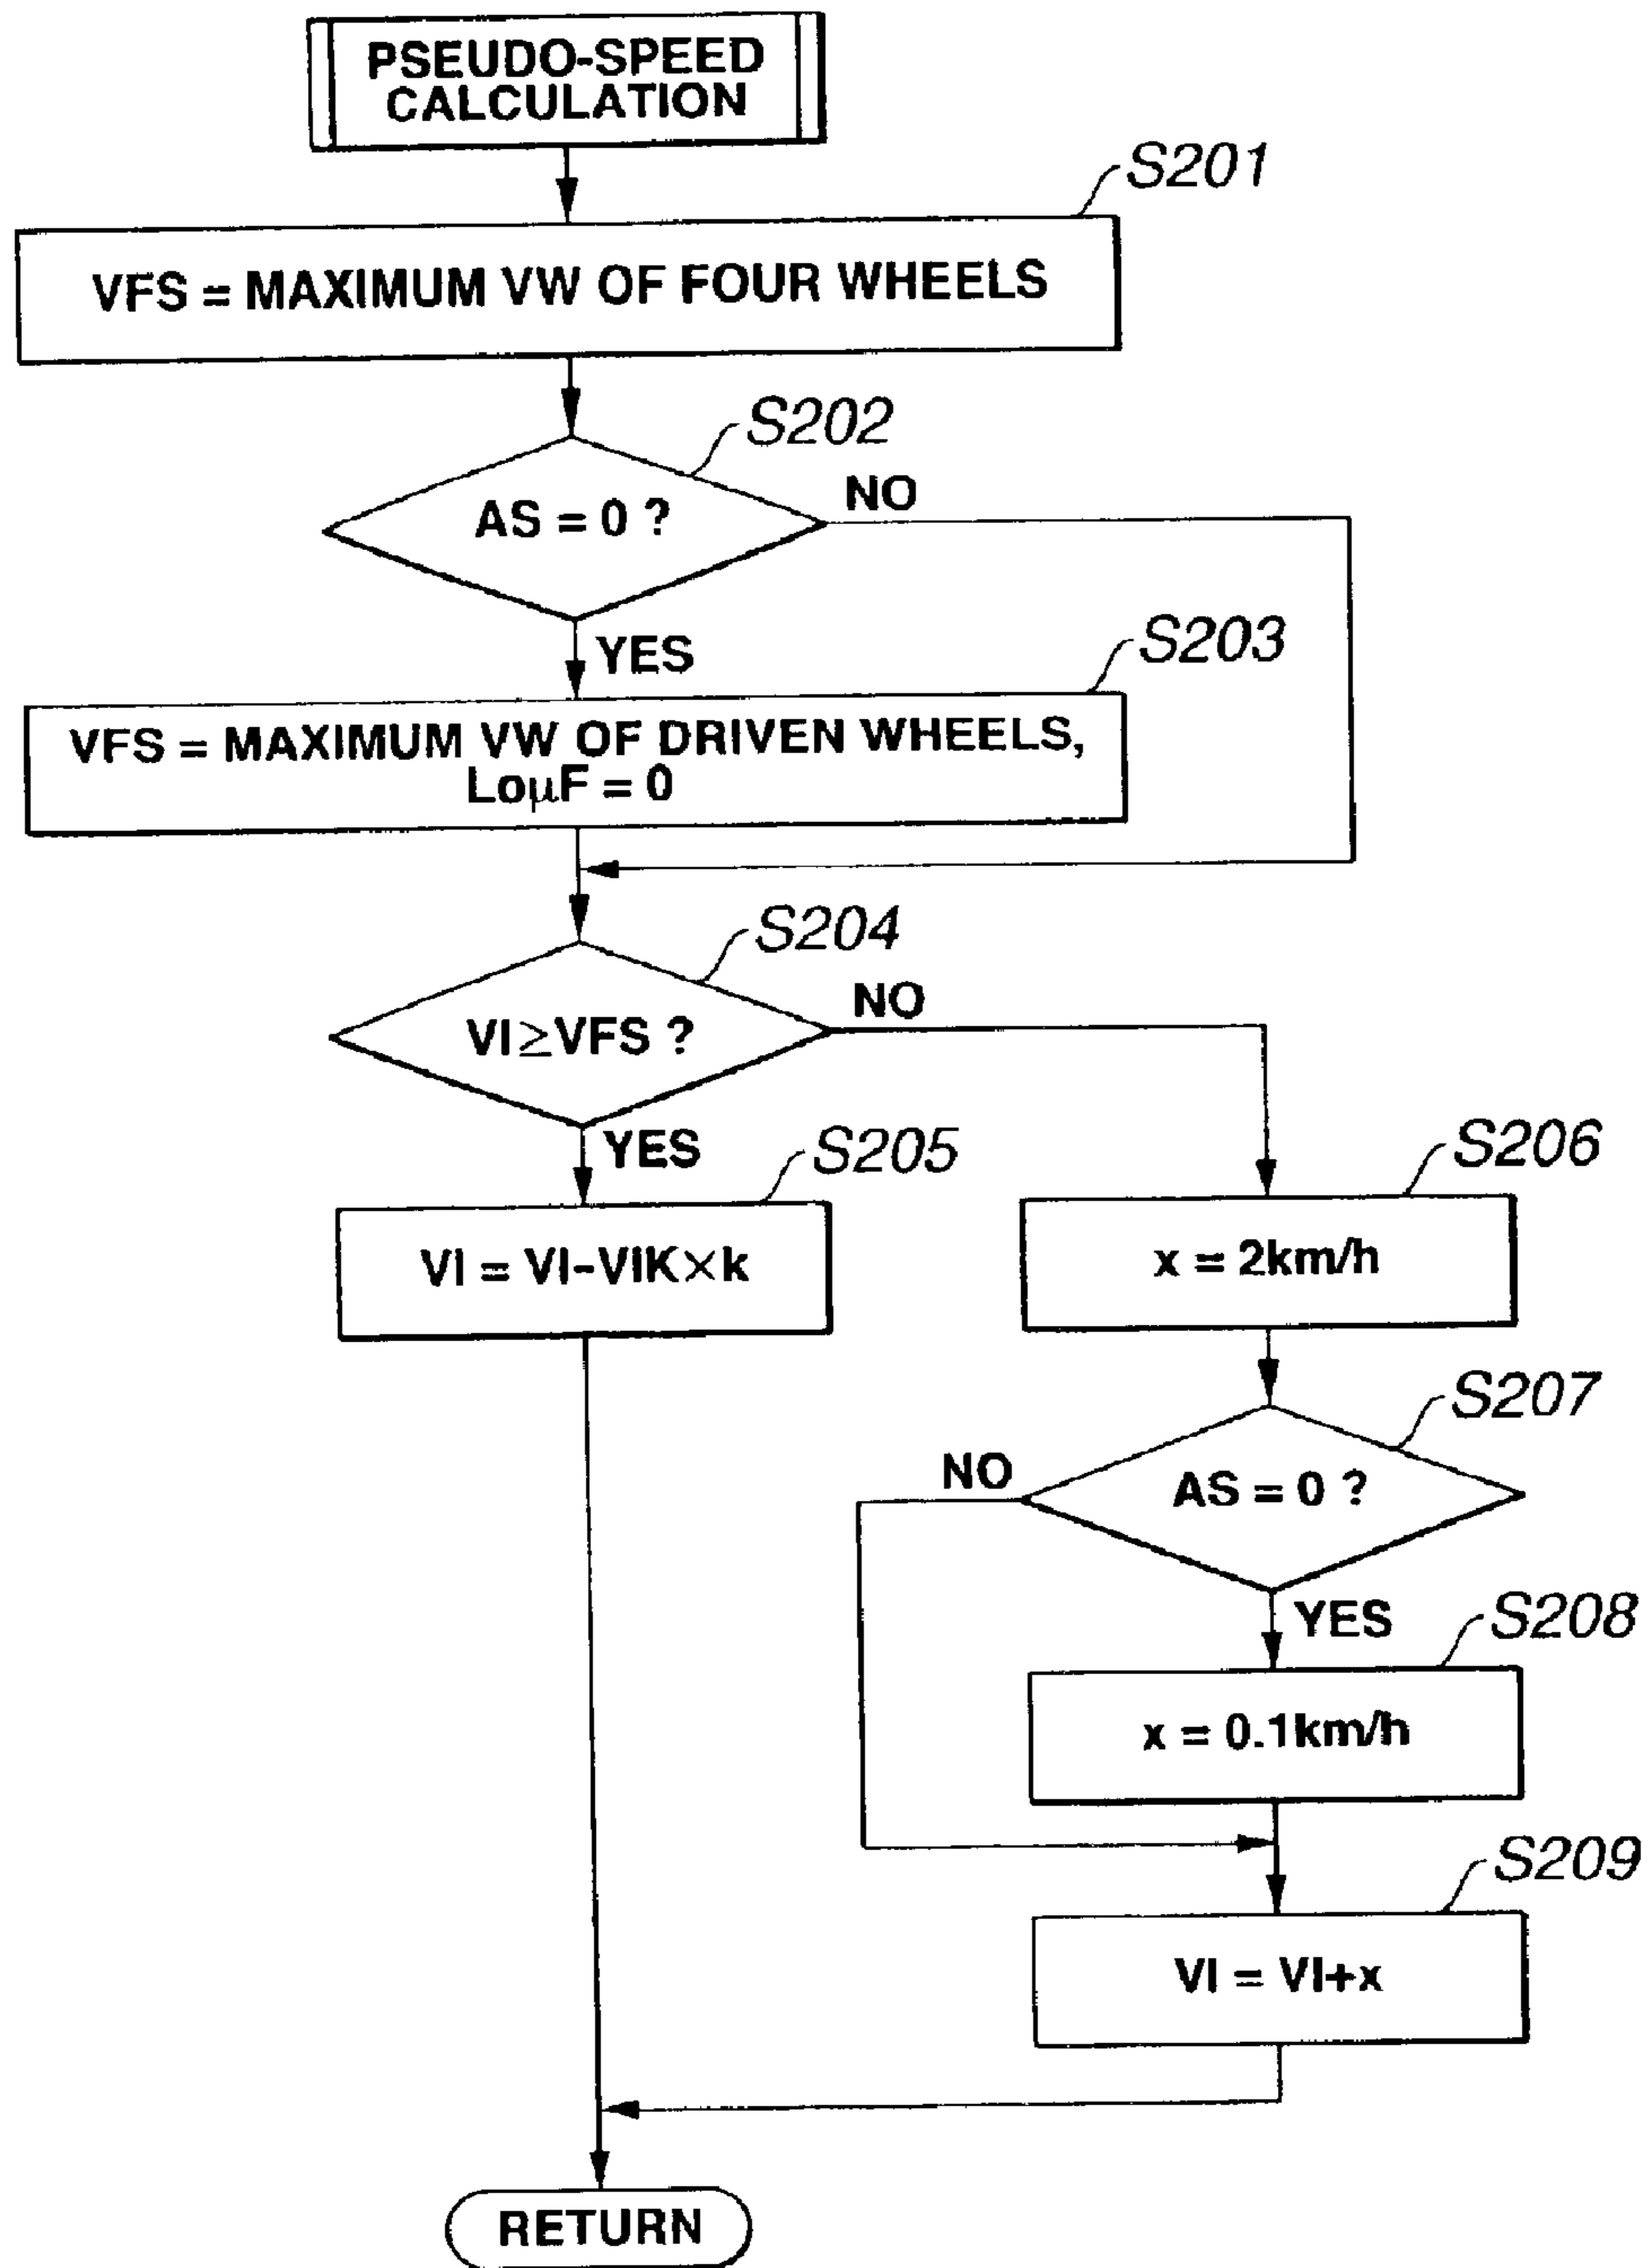 PSEUDO-SPEED
CALCULATION
S201
VFS = MAXIMUM VW OF FOUR WHEELS
S202
AS = 0 ?
NO
YES
S203
VFS = MAXIMUM VW OF DRIVEN WHEELS,
LoμF = 0
S204
VI≥VFS ?
NO
YES
S205
VI = VI-VIK×k
S206
x = 2km/h
S207
NO
AS = 0 ?
YES
S208
x = 0.1km/h
S209
VI = VI+x
RETURN